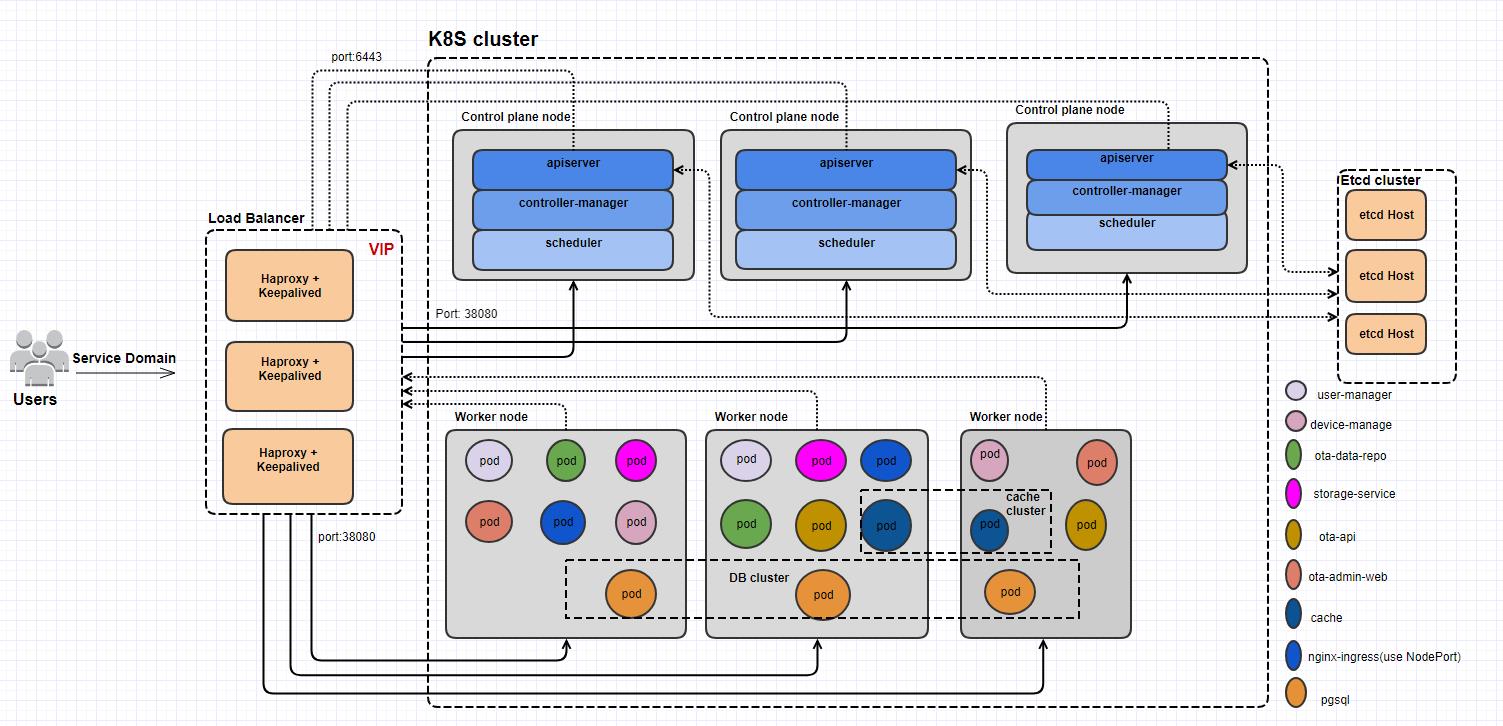 K8S cluster
port:6443
Control plane node
Control plane node
Control plane node
apiserver
controller-manager
scheduler
apiserver
controller-manager
scheduler
apiserver
controller-manager
scheduler
Etcd cluster
etcd Host
etcd Host
etcd Host
Load Balancer
VIP
Haproxy +
Keepalived
Haproxy +
Keepalived
Haproxy +
Keepalived
Users
Service Domain
Port: 38080
port:38080
Worker node
pod
pod
pod
pod
pod
pod
pod
Worker node
pod
pod
pod
pod
pod
pod
DB cluster
pod
Worker node
pod
pod
cache
cluster
pod
pod
pod
user-manager
device-manage
ota-data-repo
storage-service
ota-api
ota-admin-web
cache
nginx-ingress(use NodePort)
pgsql